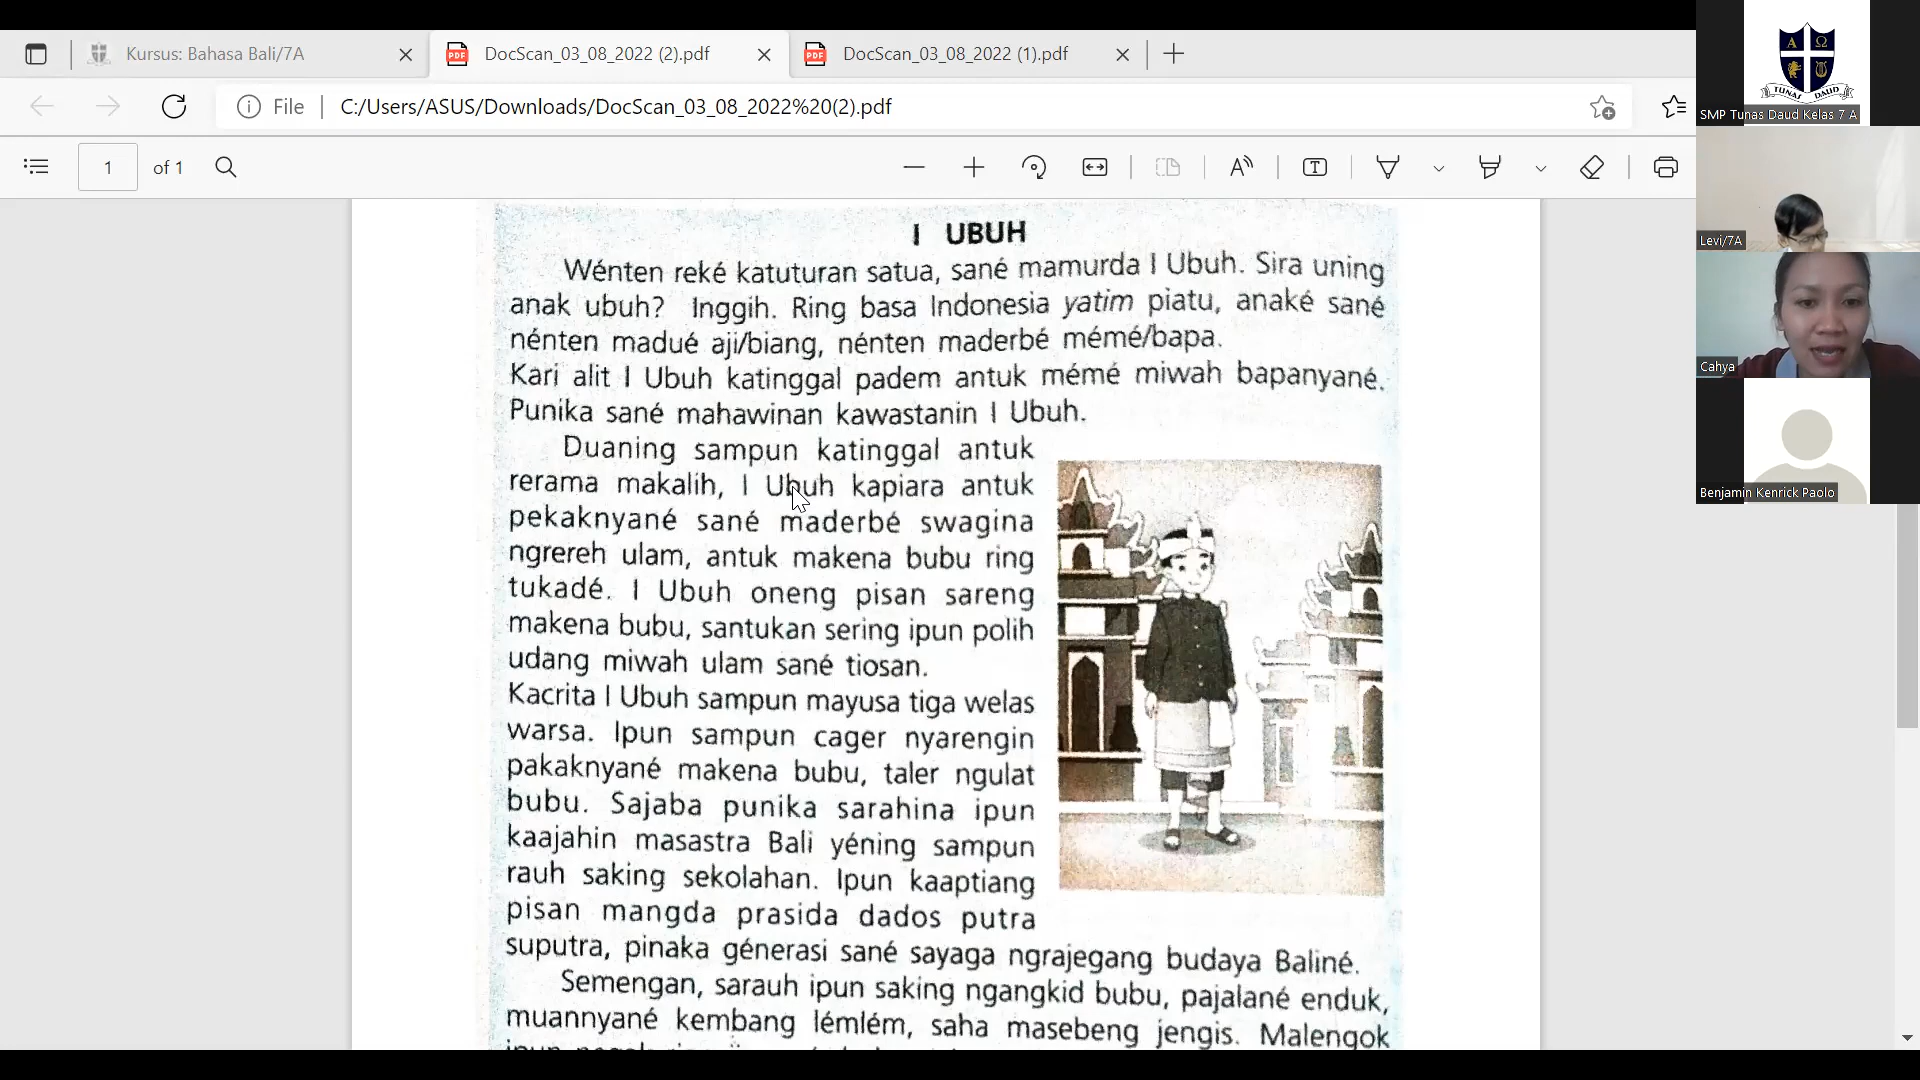 Kursus: Bahasa Bali/7A
DocScan_03_08_2022 (2).pdf
DocScan_03_08_2022 (1).pdf
File
C:/Users/ASUS/Downloads/DocScan_03_08_2022%20(2).pdf
1 of 1
I UBUH
Wénten reké katuturan satua, sané mamurda I Ubuh. Sira uning
anak ubuh? Inggih. Ring basa Indonesia yatim piatu, anaké sané
nénten madué aji/biang, nénten maderbé mémé/bapa.
Kari alit I Ubuh katinggal padem antuk mémé miwah bapanyané.
Punika sané mahawinan kawastanin I Ubuh.
Duaning sampun katinggal antuk
rerama makalih, I Ubuh kapiara antuk
pekaknyané sané maderbé swagina
ngrereh ulam, antuk makena bubu ring
tukadé. I Ubuh oneng pisan sareng
makena bubu, santukan sering ipun polih
udang miwah ulam sané tiosan.
Kacrita I Ubuh sampun mayusa tiga welas
warsa. Ipun sampun cager nyarengin
pakaknyané makena bubu, taler ngulat
bubu. Sajaba punika sarahina ipun
kaajahin masastra Bali yéning sampun
rauh saking sekolahan. Ipun kaaptiang
pisan mangda prasida dados putra
suputra, pinaka génerasi sané sayaga ngrajegang budaya Baliné.
Semengan, sarauh ipun saking ngangkid bubu, pajalané enduk,
muannyané kembang lémlém, saha masebeng jengis. Malengok
A Ω
TUNAS DAUD
SMP Tunas Daud Kelas 7 A
Levi/7A
Cahya
Benjamin Kenrick Paolo